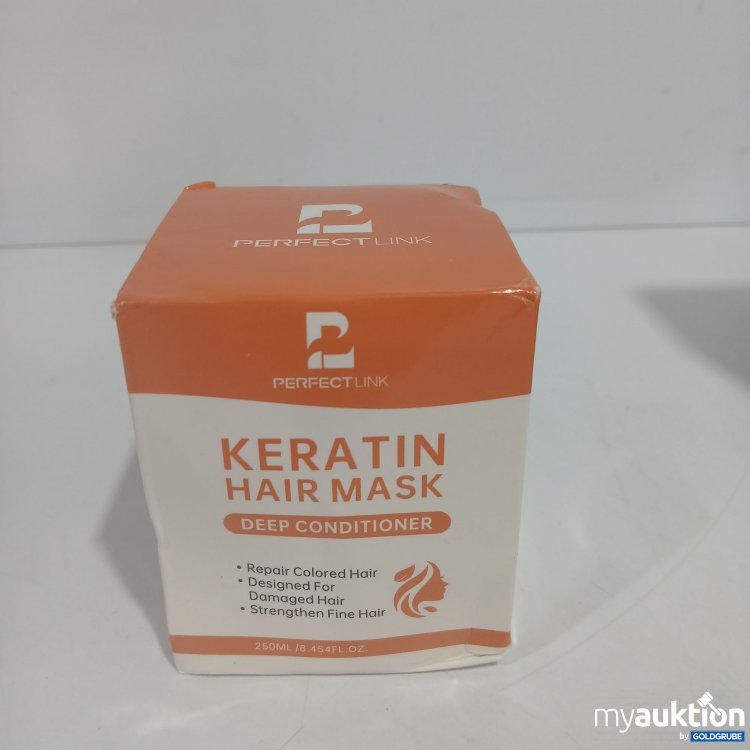 PERFECTLINK
PERFECTLINK
KERATIN
HAIR MASK
DEEP CONDITIONER
• Repair Colored Hair
• Designed For
Damaged Hair
• Strengthen Fine Hair
250ML /8.454FL.OZ.
myauktion
by GOLDGRUBE